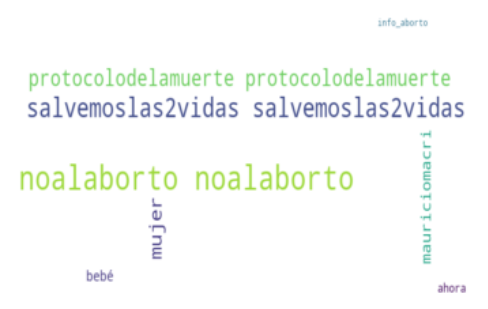 info_aborto
protocolodelamuerte protocolodelamuerte
salvemoslas2vidas salvemoslas2vidas
noalaborto noalaborto
mauriciomacri
mujer
bebé
ahora